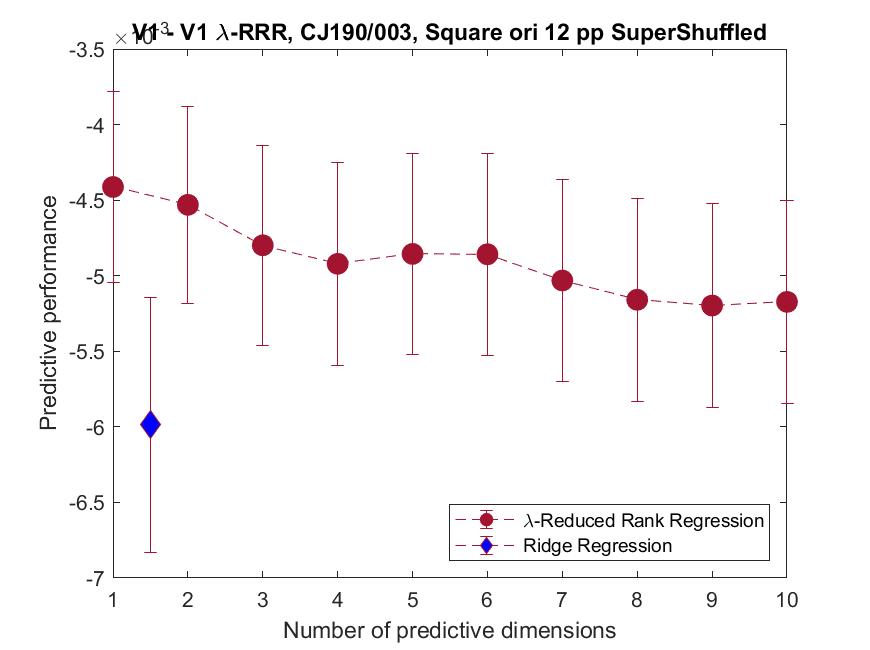 V1 - V1 λ-RRR, CJ190/003, Square ori 12 pp SuperShuffled
×10-3
-3.5
-4
-4.5
-5
-5.5
-6
-6.5
-7
Predictive performance
λ-Reduced Rank Regression
Ridge Regression
1 2 3 4 5 6 7 8 9 10
Number of predictive dimensions